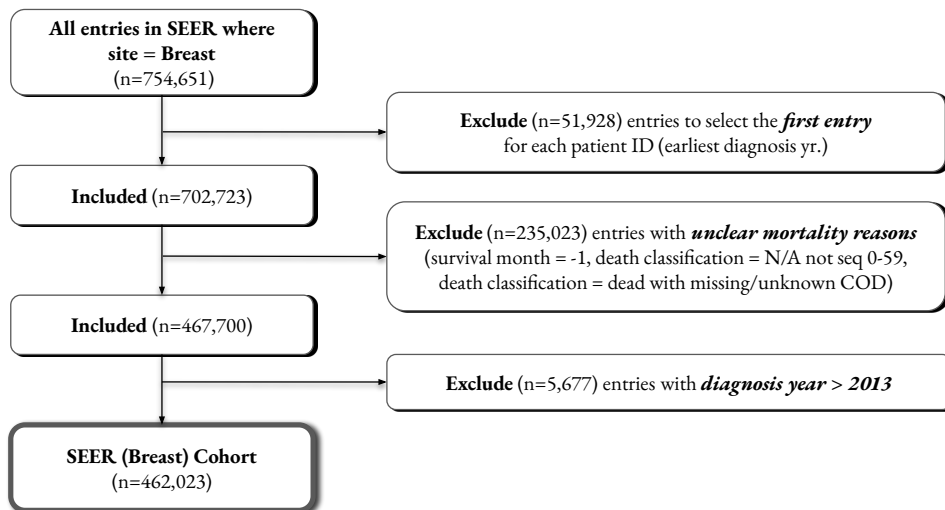 All entries in SEER where
site = Breast
(n=754,651)
Exclude (n=51,928) entries to select the first entry
for each patient ID (earliest diagnosis yr.)
Included (n=702,723)
Exclude (n=235,023) entries with unclear mortality reasons
(survival month = -1, death classification = N/A not seq 0-59,
death classification = dead with missing/unknown COD)
Included (n=467,700)
Exclude (n=5,677) entries with diagnosis year > 2013
SEER (Breast) Cohort
(n=462,023)